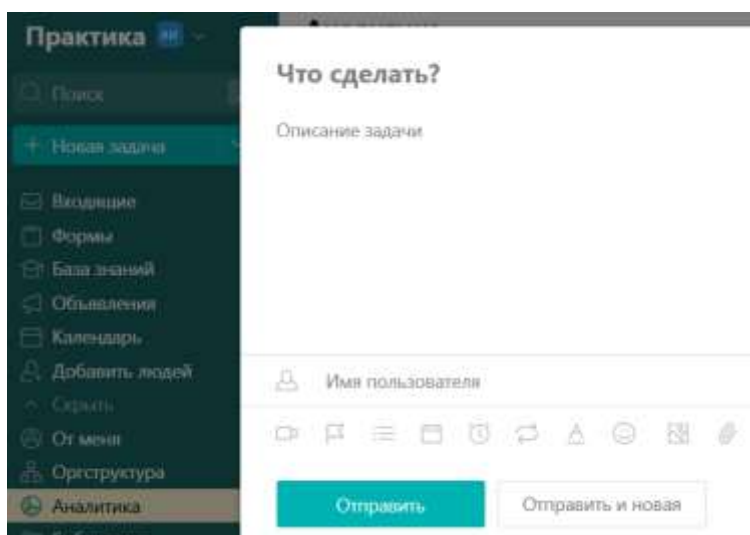 Практика
Поиск
+ Новая задача
Входящие
Формы
База знаний
Объявления
Календарь
Добавить людей
Скрыть
От меня
Оргструктура
Аналитика
Что сделать?
Описание задачи
Имя пользователя
Отправить
Отправить и новая